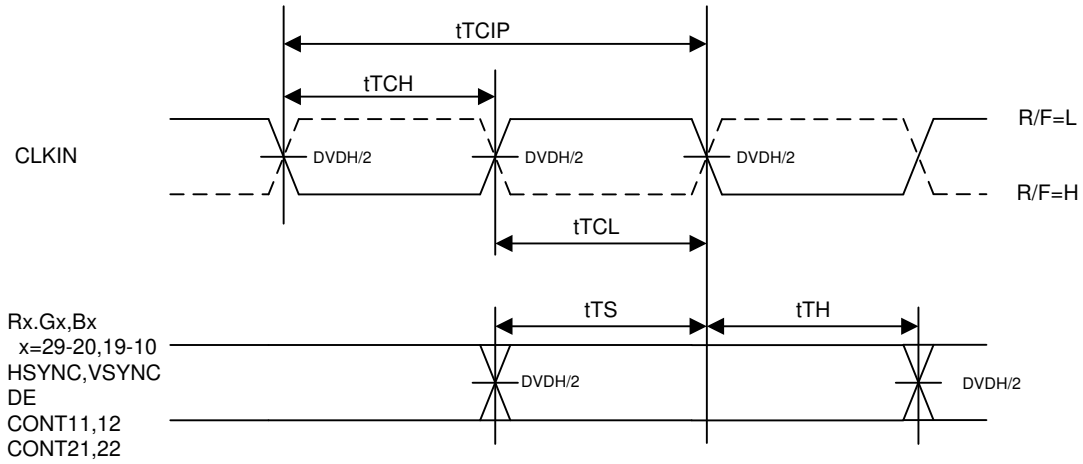 tTCIP
tTCH
R/F=L
CLKIN
DVDH/2
DVDH/2
DVDH/2
R/F=H
tTCL
tTS
tTH
Rx.Gx,Bx
x=29-20,19-10
HSYNC,VSYNC
DE
CONT11,12
CONT21,22
DVDH/2
DVDH/2